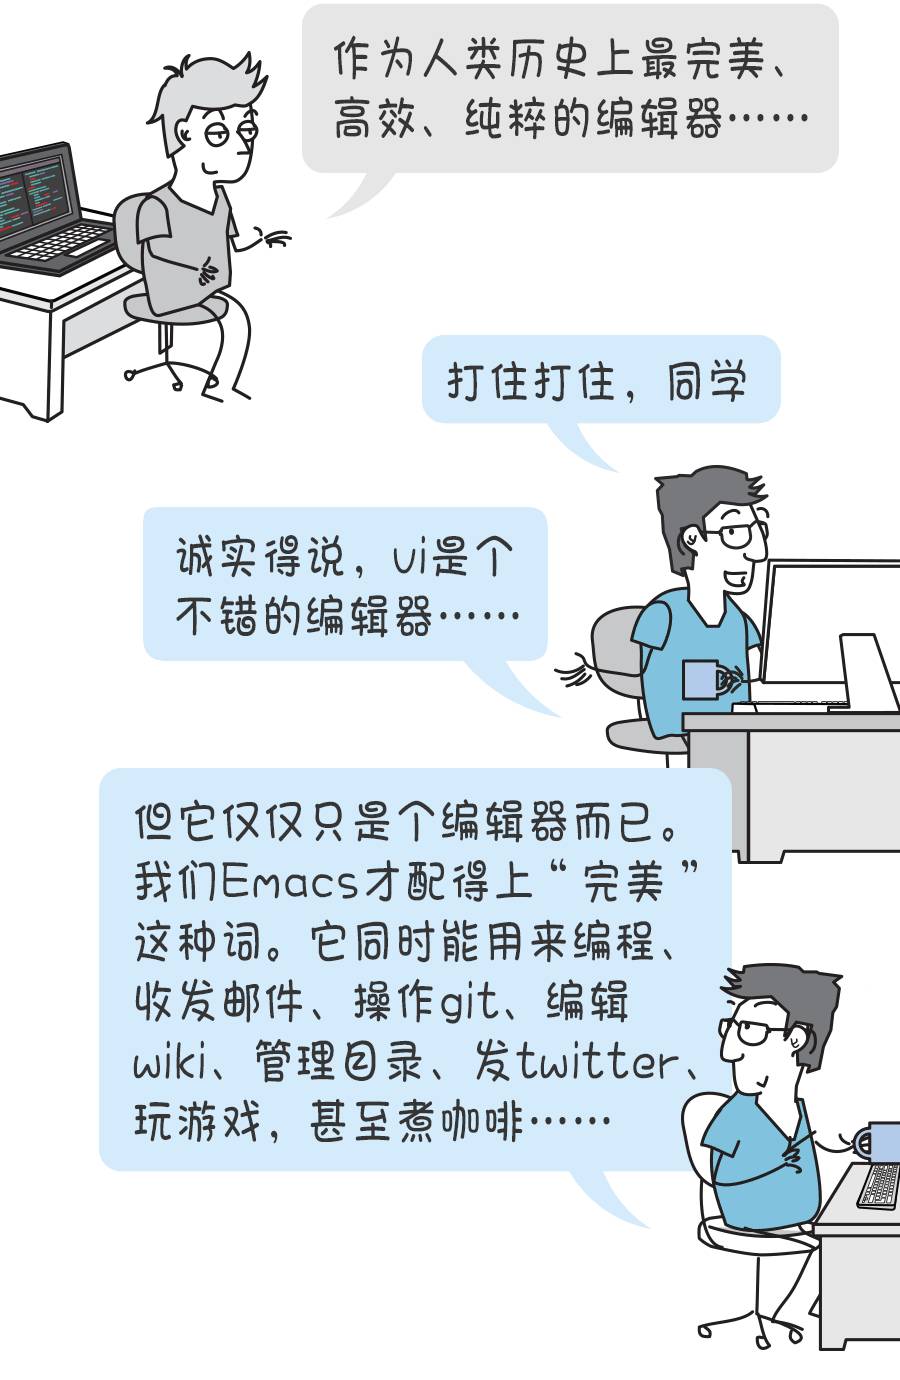 作为人类历史上最完美、
高效、纯粹的编辑器……
打住打住，同学
诚实得说，vi是个
不错的编辑器……
但它仅仅只是个编辑器而已。
我们Emacs才配得上“完美”
这种词。它同时能用来编程、
收发邮件、操作git、编辑
wiki、管理目录、发twitter、
玩游戏，甚至煮咖啡……